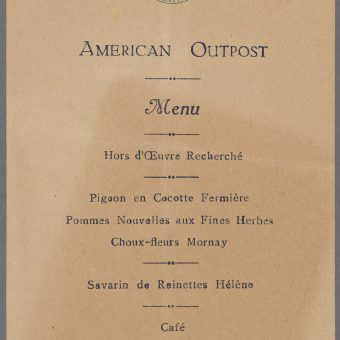 AMERICAN OUTPOST
Menu
Hors d'Œuvre Recherché
Pigeon en Cocotte Fermière
Pommes Nouvelles aux Fines Herbes
Choux-fleurs Mornay
Savarin de Reinettes Hélène
Café